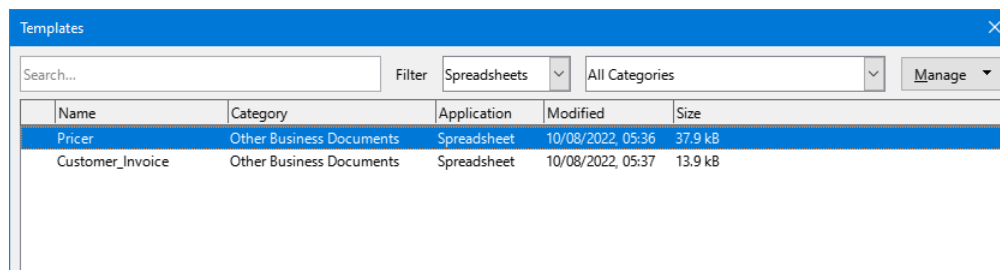 Templates
Search... Filter Spreadsheets All Categories Manage
Name Category Application Modified Size
Pricer Other Business Documents Spreadsheet 10/08/2022, 05:36 37.9 kB
Customer_Invoice Other Business Documents Spreadsheet 10/08/2022, 05:37 13.9 kB